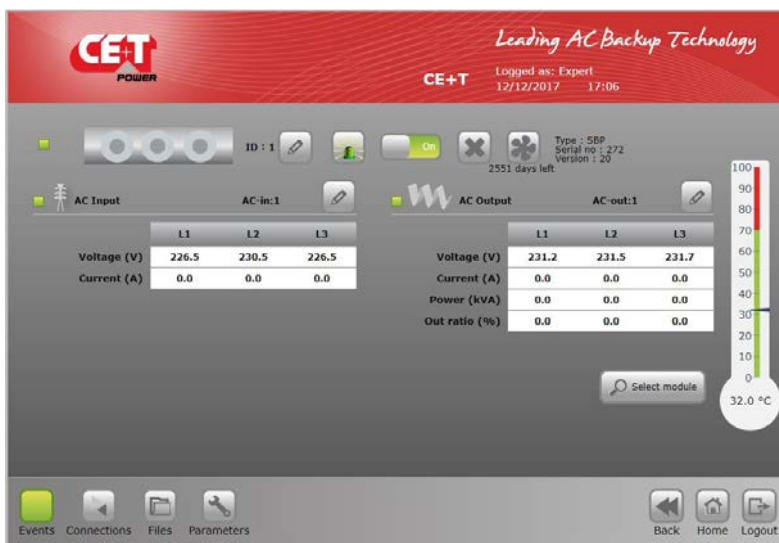 CE+T
POWER
Leading AC Backup Technology
CE+T
Logged as: Expert
12/12/2017 17:06
ID : 1
On
2551 days left
Type : SBP
Serial no : 272
Version : 20
AC Input AC-in:1
L1 L2 L3
Voltage (V) 226.5 230.5 226.5
Current (A) 0.0 0.0 0.0
AC Output AC-out:1
L1 L2 L3
Voltage (V) 231.2 231.5 231.7
Current (A) 0.0 0.0 0.0
Power (kVA) 0.0 0.0 0.0
Out ratio (%) 0.0 0.0 0.0
100
90
80
70
60
50
40
30
20
10
0
32.0 °C
Select module
Events Connections Files Parameters Back Home Logout